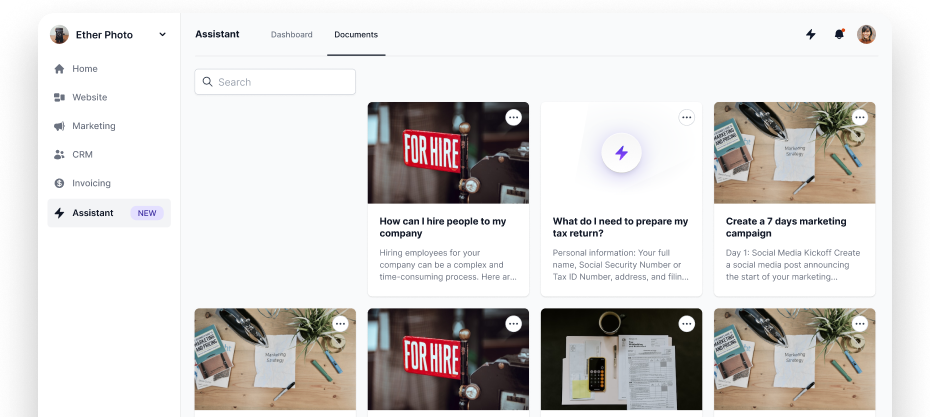 Ether Photo
Assistant
Dashboard
Documents
Home
Search
Website
Marketing
CRM
Invoicing
Assistant NEW
FOR HIRE
How can I hire people to my
company
Hiring employees for your
company can be a complex and
time-consuming process. Here ar...
What do I need to prepare my
tax return?
Personal information: Your full
name, Social Security Number or
Tax ID Number, address, and filin...
MARKETING
AND PRICING
Marketing
Strategy
Create a 7 days marketing
campaign
Day 1: Social Media Kickoff Create
a social media post announcing
the start of your marketing...
MARKETING
AND PRICING
Marketing
Strategy
FOR HIRE
MARKETING
AND PRICING
Marketing
Strategy